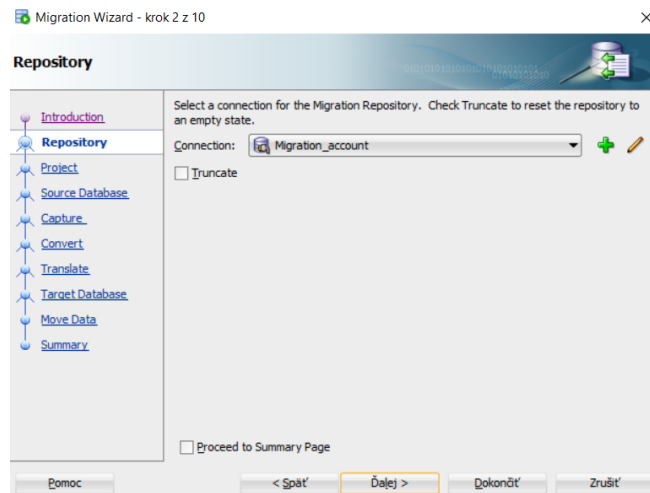 Migration Wizard - krok 2 z 10
Repository
Introduction
Repository
Project
Source Database
Capture
Convert
Translate
Target Database
Move Data
Summary
Select a connection for the Migration Repository. Check Truncate to reset the repository to
an empty state.
Connection: Migration_account
Truncate
Proceed to Summary Page
Pomoc < Späť Ďalej > Dokončiť Zrušiť